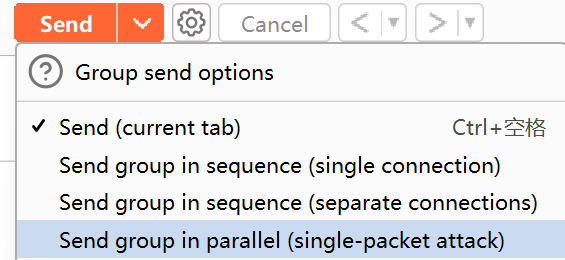 Send Cancel
Group send options
Send (current tab) Ctrl+空格
Send group in sequence (single connection)
Send group in sequence (separate connections)
Send group in parallel (single-packet attack)